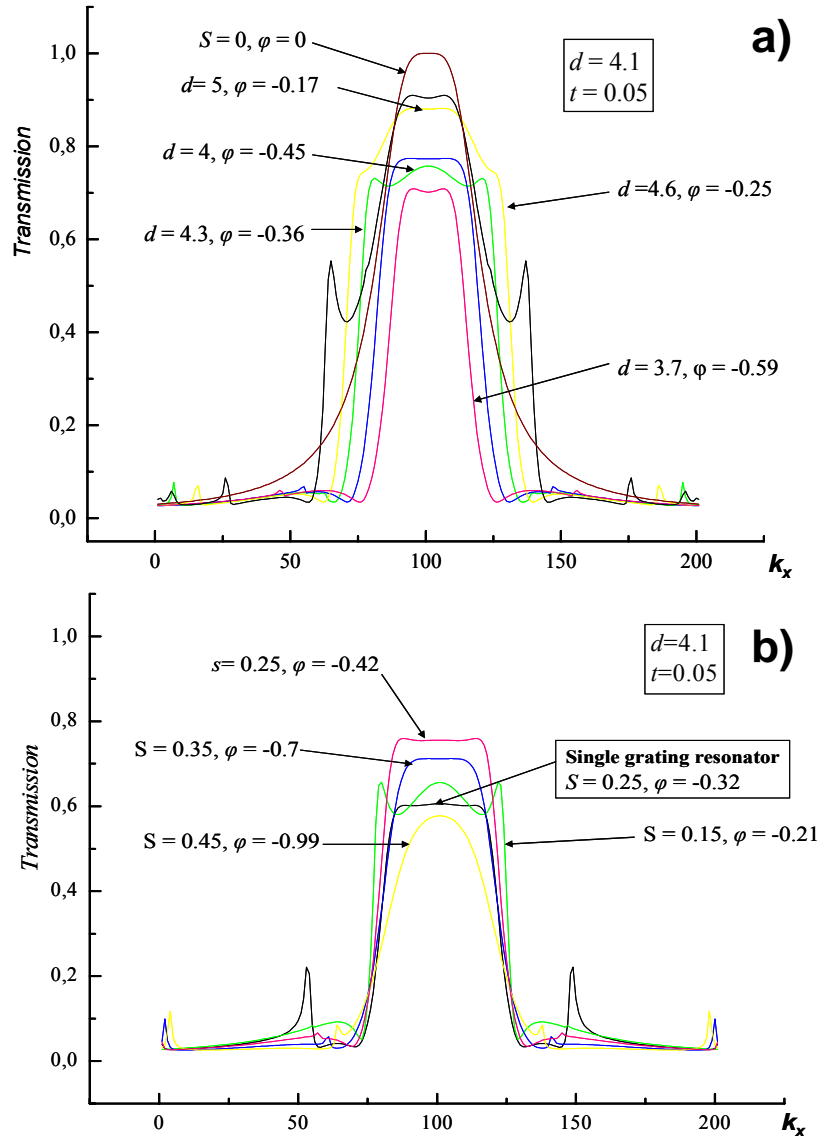 a)
S = 0, φ = 0
d = 5, φ = -0.17
d = 4, φ = -0.45
d = 4.3, φ = -0.36
d = 4.1
t = 0.05
d =4.6, φ = -0.25
d = 3.7, φ = -0.59
Transmission
1,0
0,8
0,6
0,4
0,2
0,0
0 50 100 150 200
kx
b)
d=4.1
t=0.05
s= 0.25, φ = -0.42
S = 0.35, φ = -0.7
Single grating resonator
S = 0.25, φ = -0.32
S = 0.45, φ = -0.99
S = 0.15, φ = -0.21
Transmission
1,0
0,8
0,6
0,4
0,2
0,0
0 50 100 150 200
kx